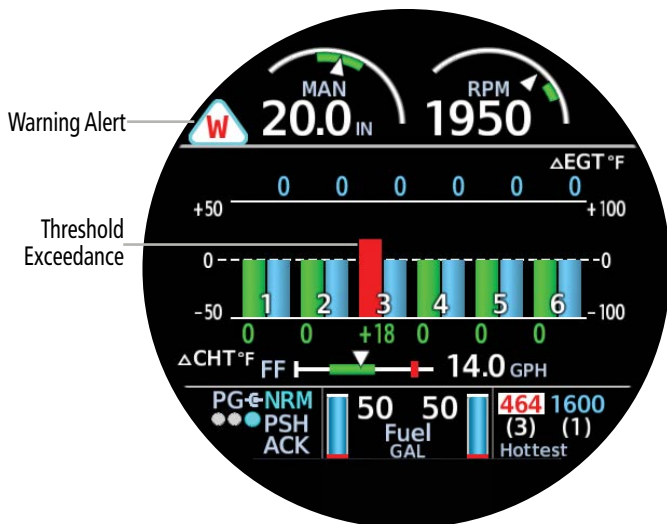 MAN
20.0 IN
RPM
1950
Warning Alert
W
△EGT °F
0 0 0 0 0 0
+50
+100
Threshold
Exceedance
0
0
1 2 3 4 5 6
-50
-100
0 0 +18 0 0 0
△CHT °F
FF
14.0 GPH
PG NRM
PSH
ACK
50 50
Fuel
GAL
464 1600
(3) (1)
Hottest